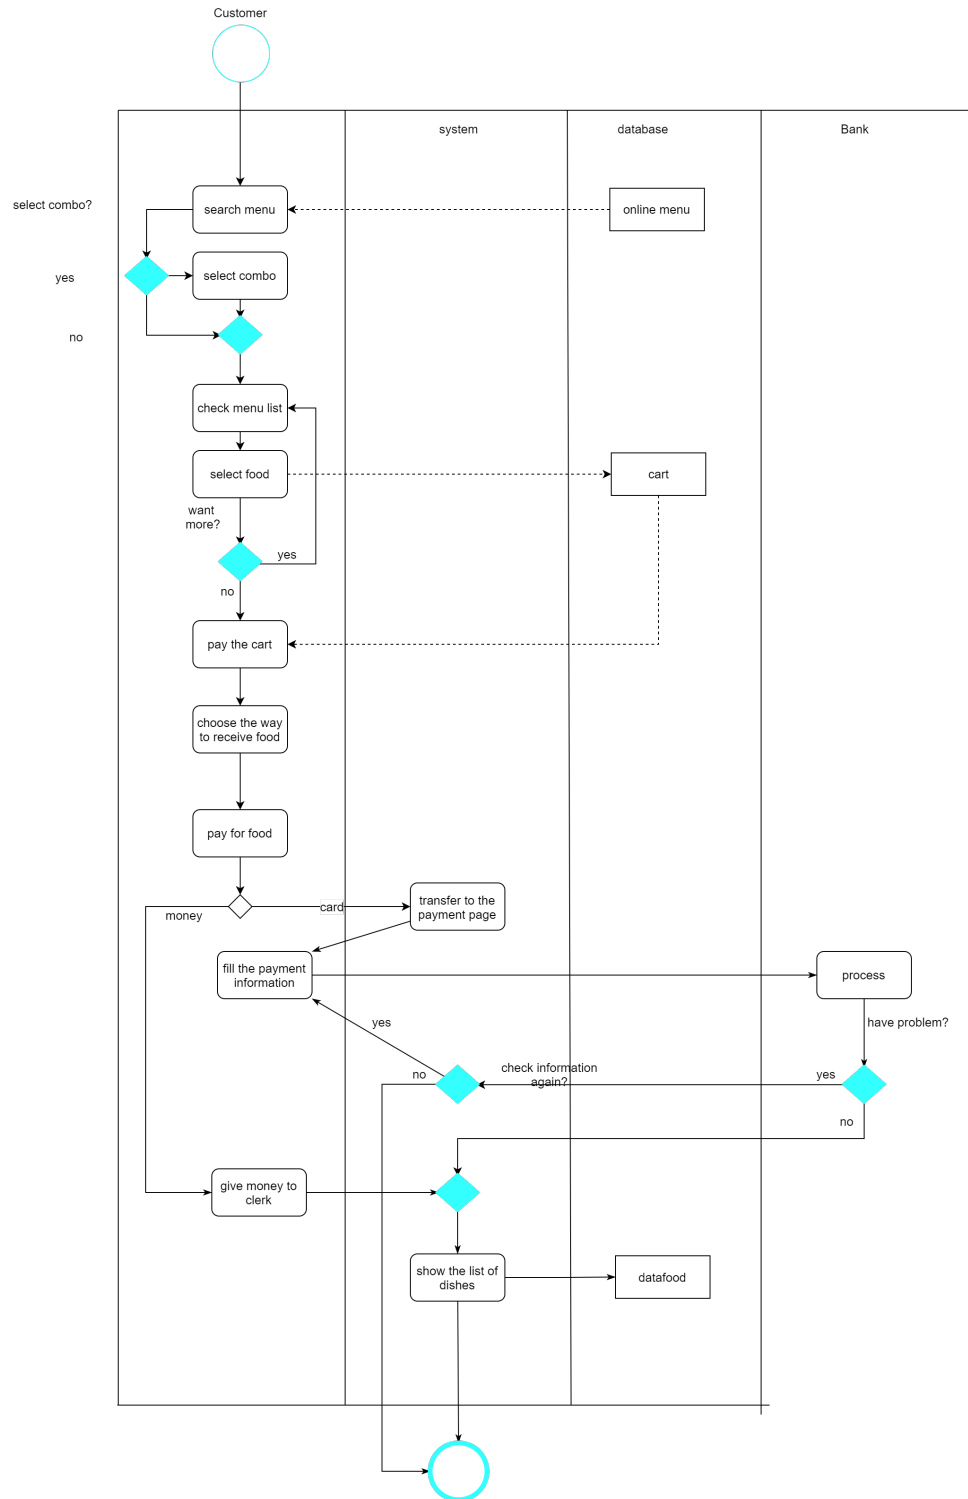 Customer
system
database
Bank
select combo?
search menu
online menu
yes
select combo
no
check menu list
select food
cart
want
more?
yes
no
pay the cart
choose the way
to receive food
pay for food
money
card
transfer to the
payment page
fill the payment
information
process
yes
have problem?
no
check information
again?
yes
no
give money to
clerk
show the list of
dishes
datafood